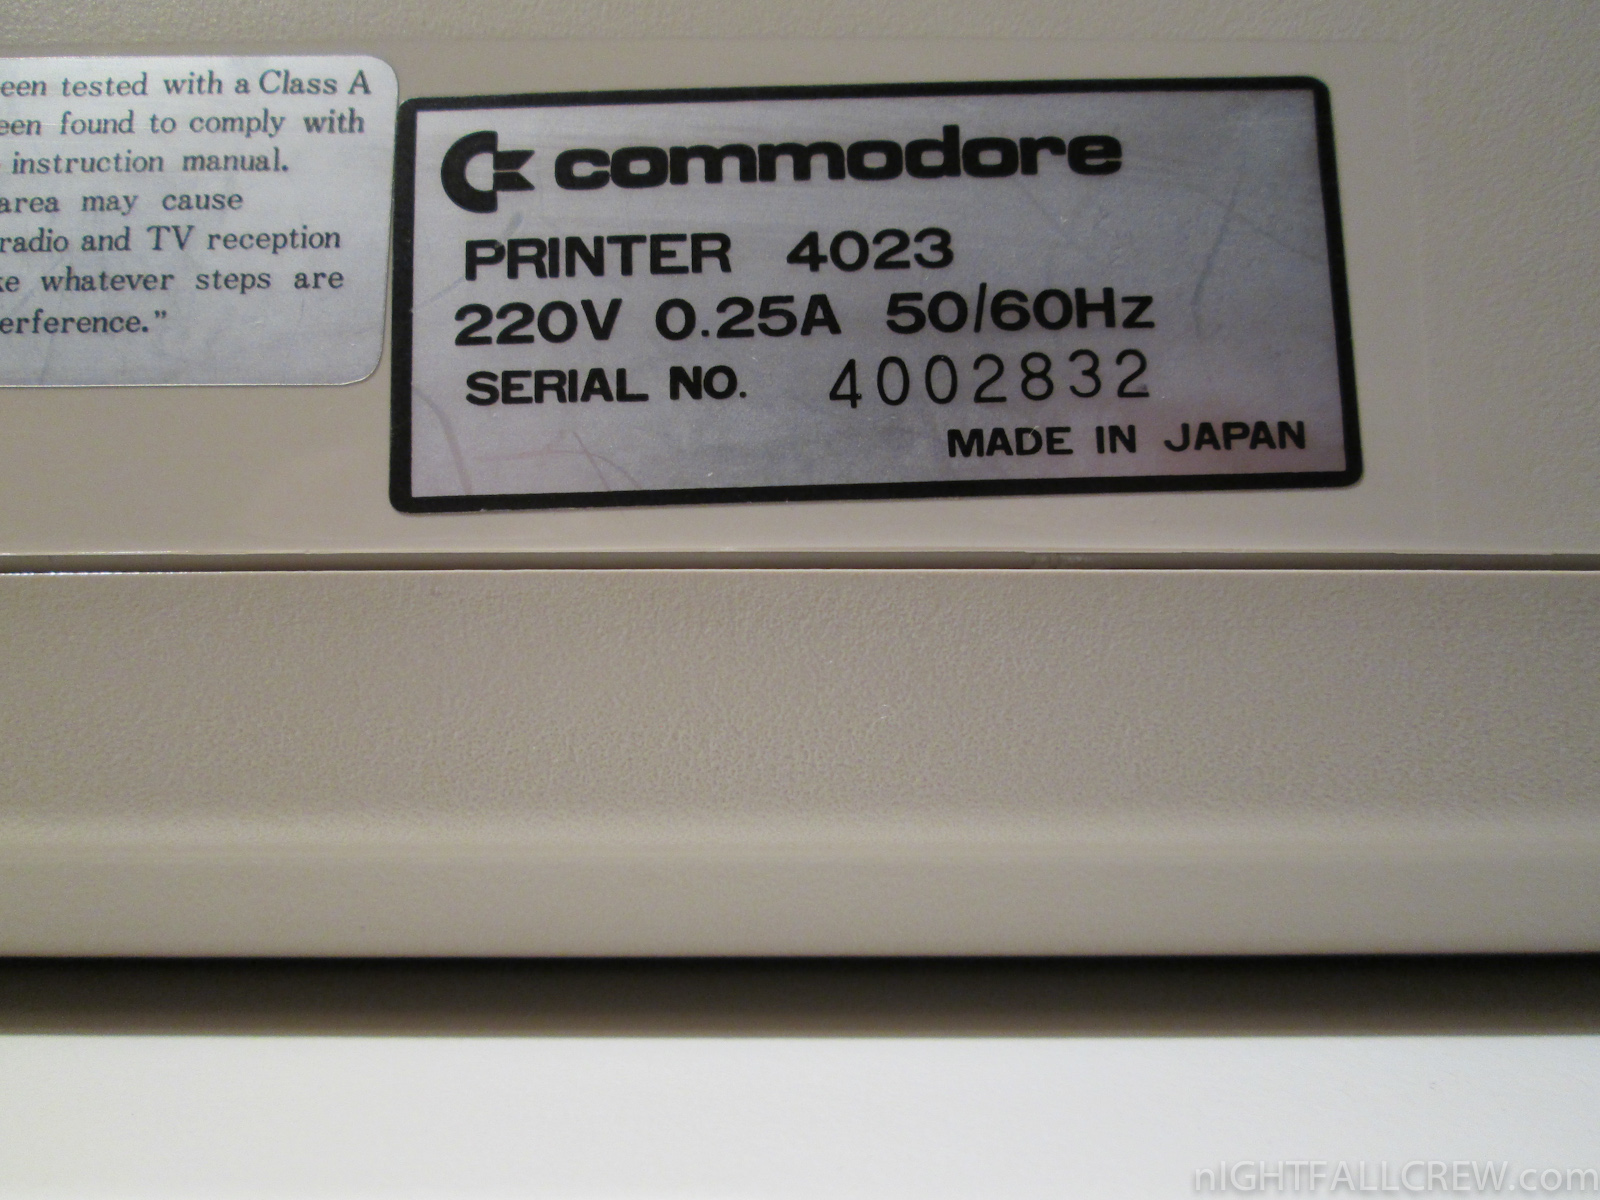 een tested with a Class A
een found to comply with
instruction manual.
area may cause
radio and TV reception
whatever steps are
erference."
commodore
PRINTER 4023
220V 0.25A 50/60Hz
SERIAL NO. 4002832
MADE IN JAPAN
nIGHTFALLCREW.com